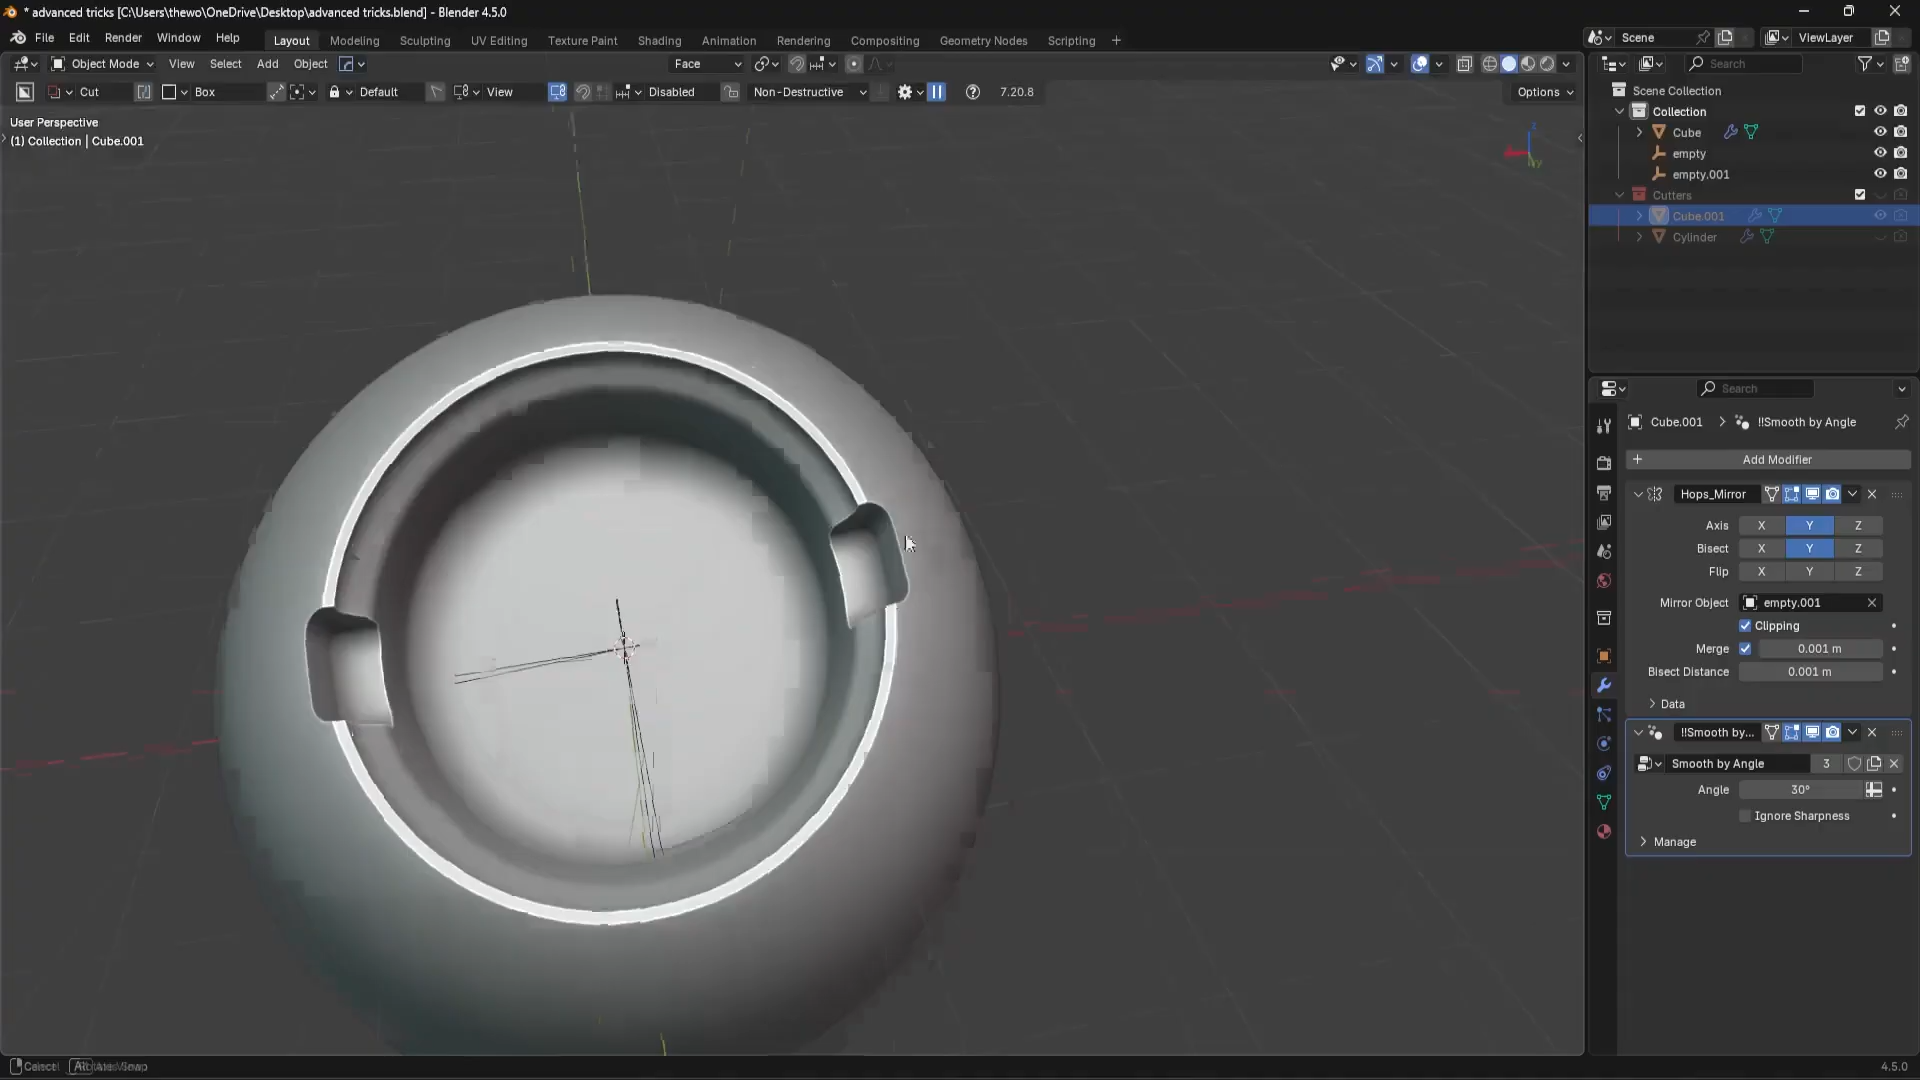 * advanced tricks [C:\Users\thewo\OneDrive\Desktop\advanced tricks.blend] - Blender 4.5.0
File Edit Render Window Help
Layout Modeling Sculpting UV Editing Texture Paint Shading Animation Rendering Compositing Geometry Nodes Scripting +
Scene
ViewLayer
Object Mode View Select Add Object
Face
Search
Cut Box Default View Disabled Non-Destructive 7.20.8 Options
User Perspective
(1) Collection | Cube.001
Scene Collection
Collection
Cube
empty
empty.001
Cutters
Cube.001
Cylinder
Search
Cube.001 > !!Smooth by Angle
+ Add Modifier
Hops_Mirror
Axis X Y Z
Bisect X Y Z
Flip X Y Z
Mirror Object empty.001
Clipping
Merge 0.001 m
Bisect Distance 0.001 m
Data
!!Smooth by...
Smooth by Angle 3
Angle 30°
Ignore Sharpness
Manage
4.5.0